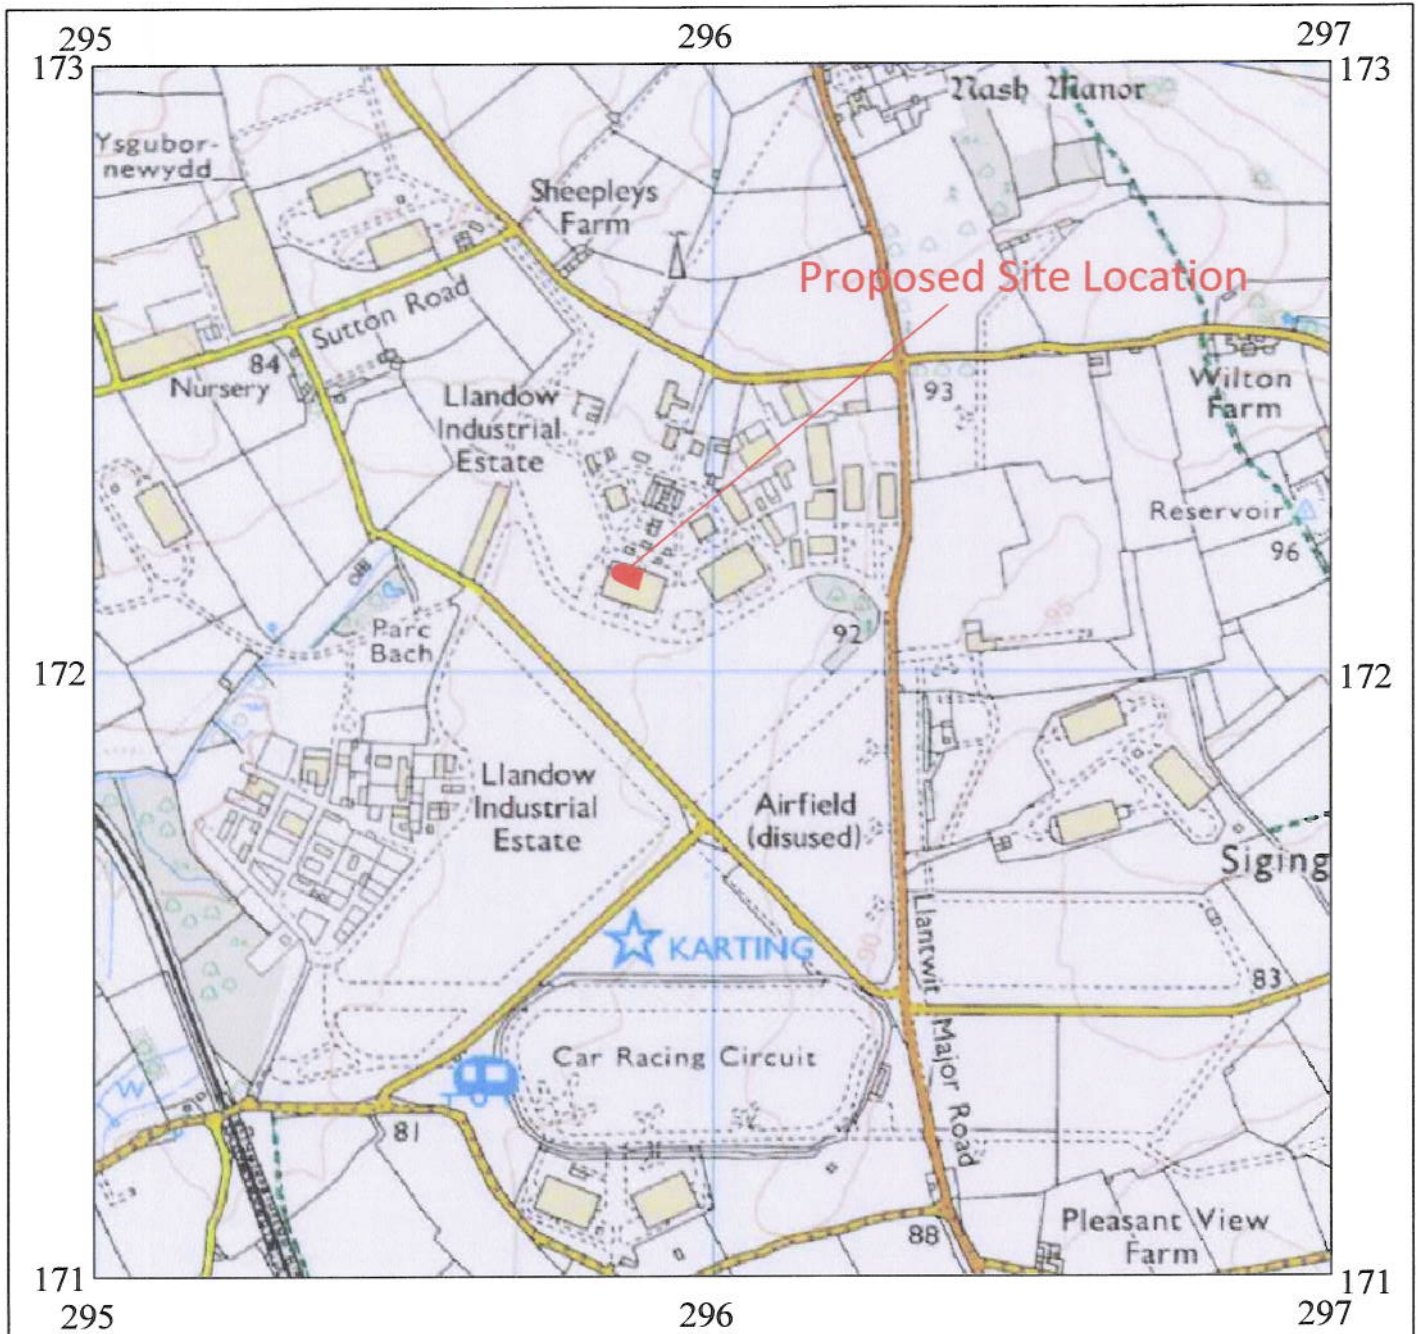 295
296
297
173
173
Nash Manor
Ysgubor-
newydd
Sheepleys
Farm
Proposed Site Location
Sutton Road
84
Nursery
Llandow
Industrial
Estate
93
Wilton
Farm
Reservoir
96
95
92
Parc
Bach
172
172
Llandow
Industrial
Estate
Airfield
(disused)
Siging
KARTING
90
Llantwit
Major Road
83
Car Racing Circuit
W
81
88
Pleasant View
Farm
171
171
295
296
297